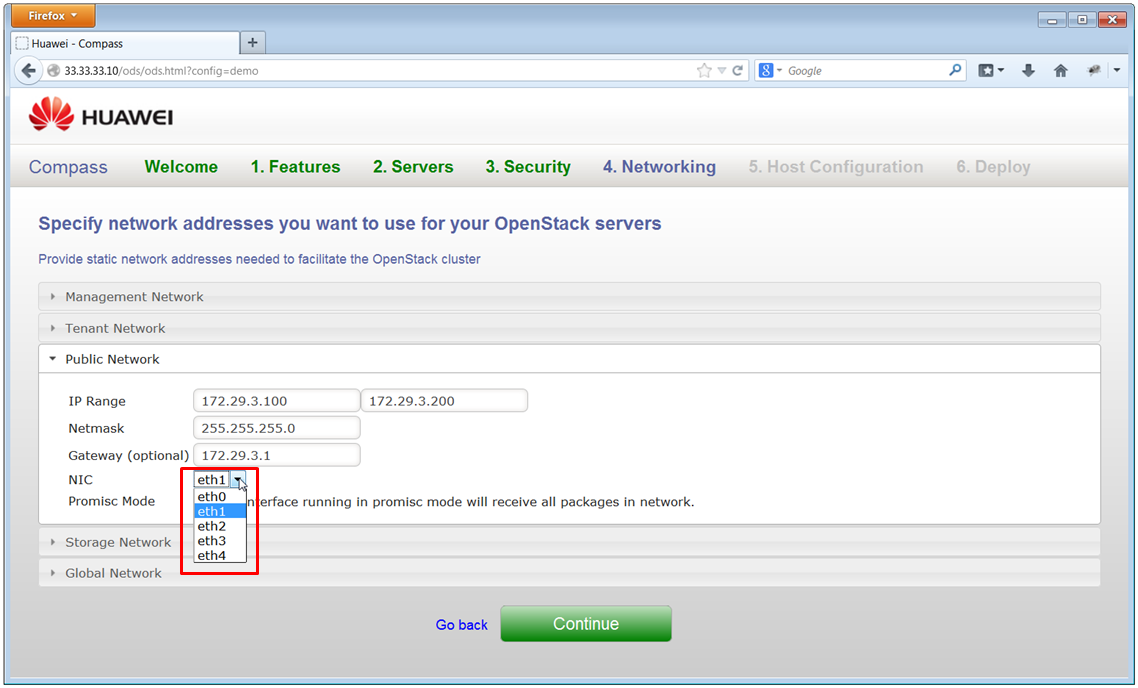 Firefox
Huawei - Compass
33.33.33.10/ods/ods.html?config=demo
Google
HUAWEI
Compass Welcome 1. Features 2. Servers 3. Security 4. Networking 5. Host Configuration 6. Deploy
Specify network addresses you want to use for your OpenStack servers
Provide static network addresses needed to facilitate the OpenStack cluster
Management Network
Tenant Network
Public Network
IP Range 172.29.3.100 172.29.3.200
Netmask 255.255.255.0
Gateway (optional) 172.29.3.1
NIC eth1
eth0
Promisc Mode nterface running in promisc mode will receive all packages in network.
eth1
eth2
eth3
eth4
Storage Network
Global Network
Go back Continue